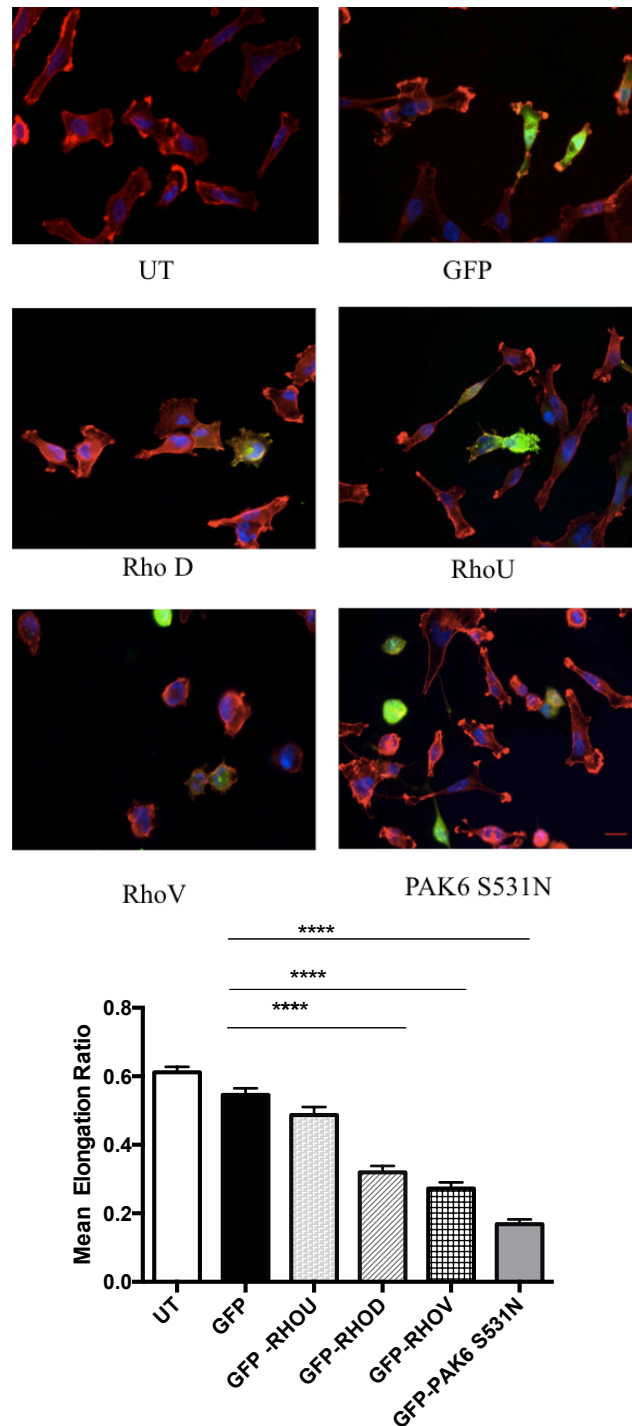 UT
GFP
Rho D
RhoU
RhoV
PAK6 S531N
****
****
****
0.8
0.6
0.4
0.2
0.0
Mean Elongation Ratio
UT
GFP
GFP -RHOU
GFP-RHOD
GFP-RHOV
GFP-PAK6 S531N